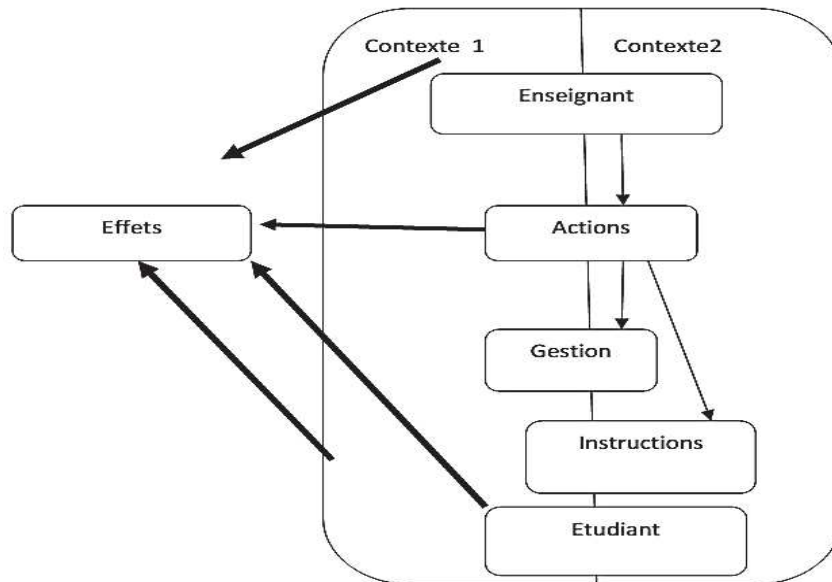 Contexte 1
Contexte2
Enseignant
Effets
Actions
Gestion
Instructions
Etudiant